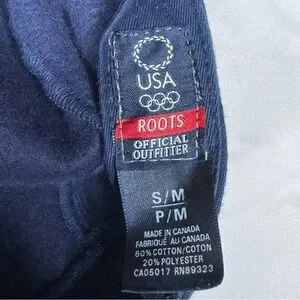 USA
ROOTS
OFFICIAL
OUTFITTER
S/M
P/M
MADE IN CANADA
FABRIQUÉ AU CANADA
80% COTTON/COTON
20% POLYESTER
CA05017 RN89323